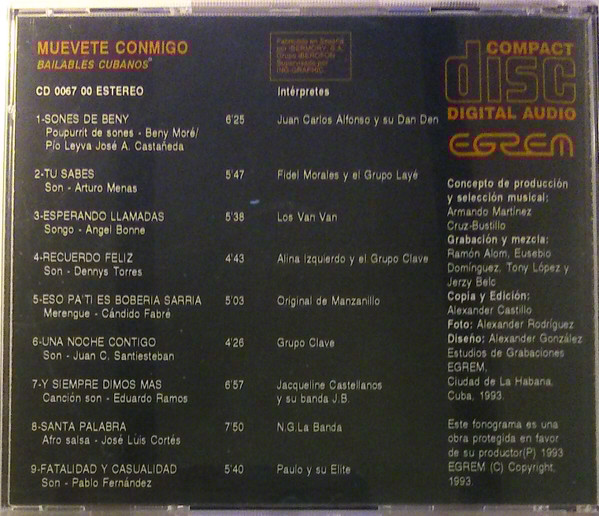 MUEVETE CONMIGO
BAILABLES CUBANOS
CD 0067 00 ESTEREO
Intérpretes
1-SONES DE BENY 6'25 Juan Carlos Alfonso y su Dan Den
Poupurrit de sones - Beny Moré/
Pío Leyva José A. Castañeda
2-TU SABES 5'47 Fidel Morales y el Grupo Layé
Son - Arturo Menas
3-ESPERANDO LLAMADAS 5'38 Los Van Van
Songo - Angel Bonne
4-RECUERDO FELIZ 4'43 Alina Izquierdo y el Grupo Clave
Son - Dennys Torres
5-ESO PA'TI ES BOBERIA SARRIA 5'03 Original de Manzanillo
Merengue - Cándido Fabré
6-UNA NOCHE CONTIGO 4'26 Grupo Clave
Son - Juan C. Santiesteban
7-Y SIEMPRE DIMOS MAS 6'57 Jacqueline Castellanos
Canción son - Eduardo Ramos y su banda J.B.
8-SANTA PALABRA 7'50 N.G.La Banda
Afro salsa - José Luis Cortés
9-FATALIDAD Y CASUALIDAD 5'40 Paulo y su Elite
Son - Pablo Fernández
Fabricado en España
por IBERMORY, S.A.
Grupo IBEROFON
Supervisado por
COMPACT
disc
DIGITAL AUDIO
EGREM
Concepto de producción
y selección musical:
Armando Martínez
Cruz-Bustillo
Grabación y mezcla:
Ramón Alom, Eusebio
Domínguez, Tony López y
Jerzy Belc
Copia y Edición:
Alexander Castillo
Foto: Alexander Rodríguez
Diseño: Alexander González
Estudios de Grabaciones
EGREM,
Ciudad de La Habana,
Cuba, 1993.
Este fonograma es una
obra protegida en favor
de su productor(P) 1993
EGREM (C) Copyright,
1993.